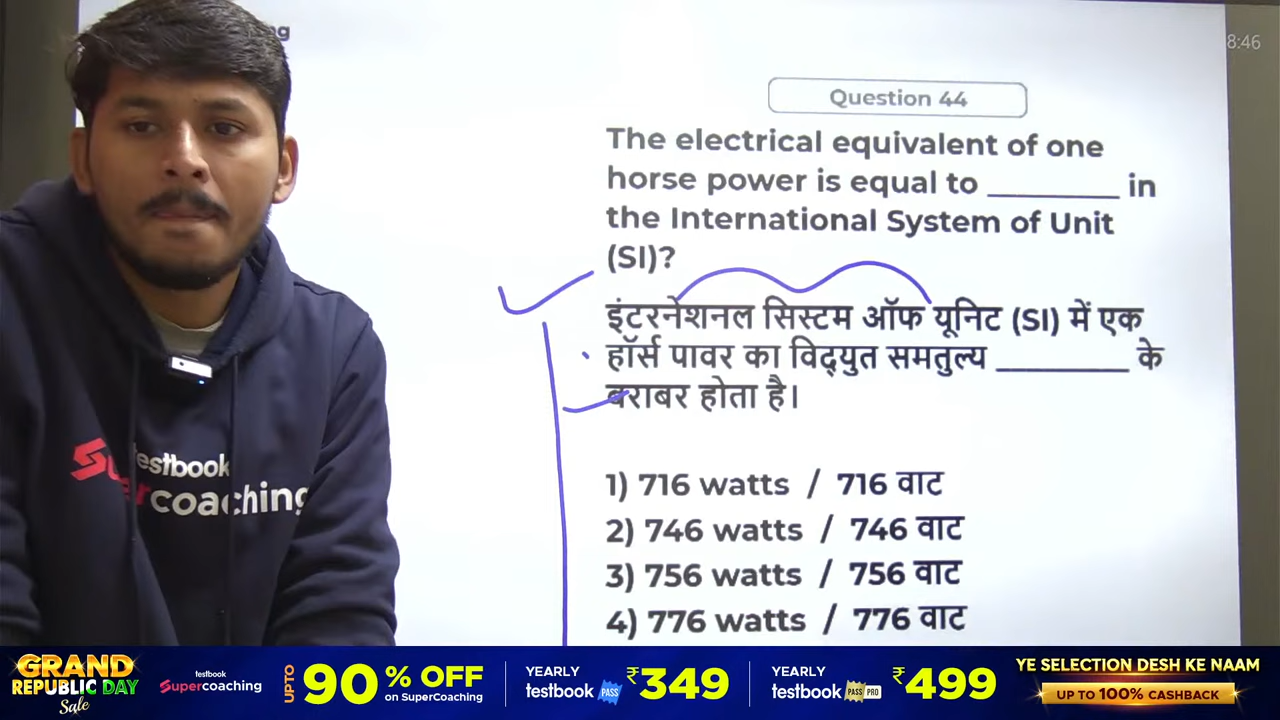 8:46
Question 44
The electrical equivalent of one
horse power is equal to ________ in
the International System of Unit
(SI)?
इंटरनेशनल सिस्टम ऑफ यूनिट (SI) में एक
हॉर्स पावर का विद्युत समतुल्य ________ के
बराबर होता है।
1) 716 watts / 716 वाट
2) 746 watts / 746 वाट
3) 756 watts / 756 वाट
4) 776 watts / 776 वाट
testbook
coaching
GRAND
REPUBLIC DAY
Sale
testbook
Supercoaching
UPTO 90% OFF
on SuperCoaching
YEARLY
testbook PASS
₹349
YEARLY
testbook PASS PRO
₹499
YE SELECTION DESH KE NAAM
UP TO 100% CASHBACK